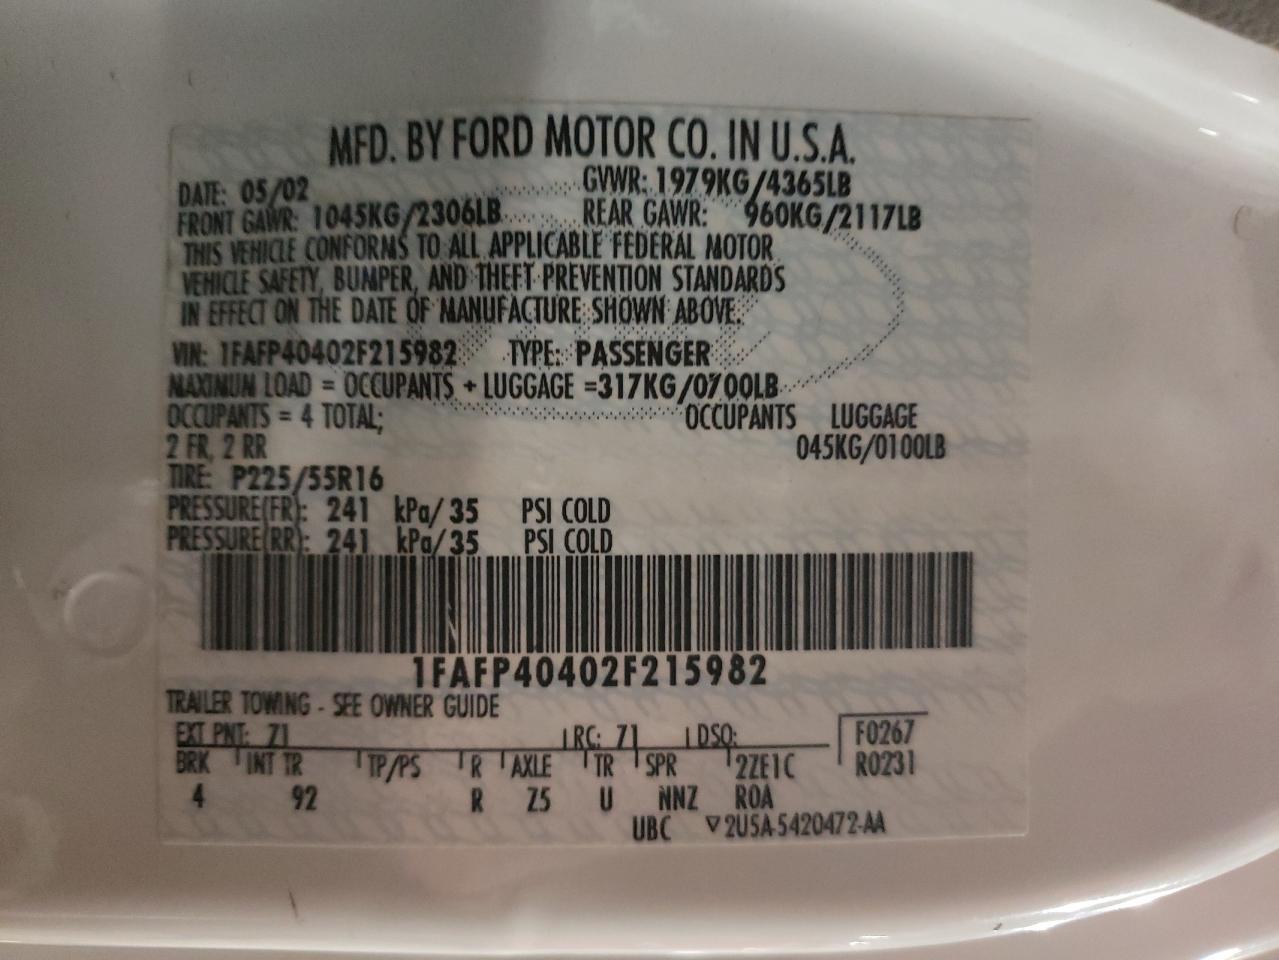 MFD. BY FORD MOTOR CO. IN U.S.A.
DATE: 05/02 GVWR: 1979KG/4365LB
FRONT GAWR: 1045KG/2306LB REAR GAWR: 960KG/2117LB
THIS VEHICLE CONFORMS TO ALL APPLICABLE FEDERAL MOTOR
VEHICLE SAFETY, BUMPER, AND THEFT PREVENTION STANDARDS
IN EFFECT ON THE DATE OF MANUFACTURE SHOWN ABOVE.
VIN: 1FAFP40402F215982 TYPE: PASSENGER
MAXIMUM LOAD = OCCUPANTS + LUGGAGE =317KG/0700LB
OCCUPANTS = 4 TOTAL; OCCUPANTS LUGGAGE
2 FR, 2 RR 045KG/0100LB
TIRE: P225/55R16
PRESSURE(FR): 241 kPa/35 PSI COLD
PRESSURE(RR): 241 kPa/35 PSI COLD
1FAFP40402F215982
TRAILER TOWING - SEE OWNER GUIDE
EXT PNT: Z1 RC: 71 DSO: F0267
BRK INT TR TP/PS R AXLE TR SPR 2ZE1C R0231
4 92 R Z5 U NNZ ROA
UBC ▽2U5A-5420472-AA